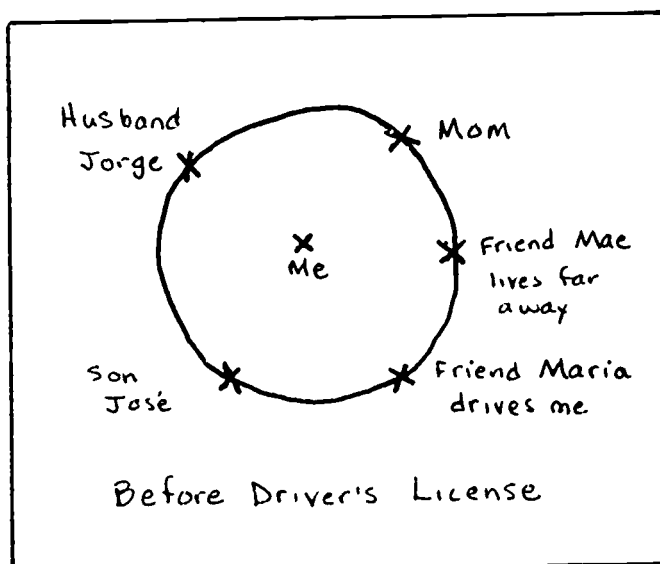 Husband
Jorge
Mom
Me
Friend Mae
lives far
away
Son
José
Friend Maria
drives me
Before Driver's License